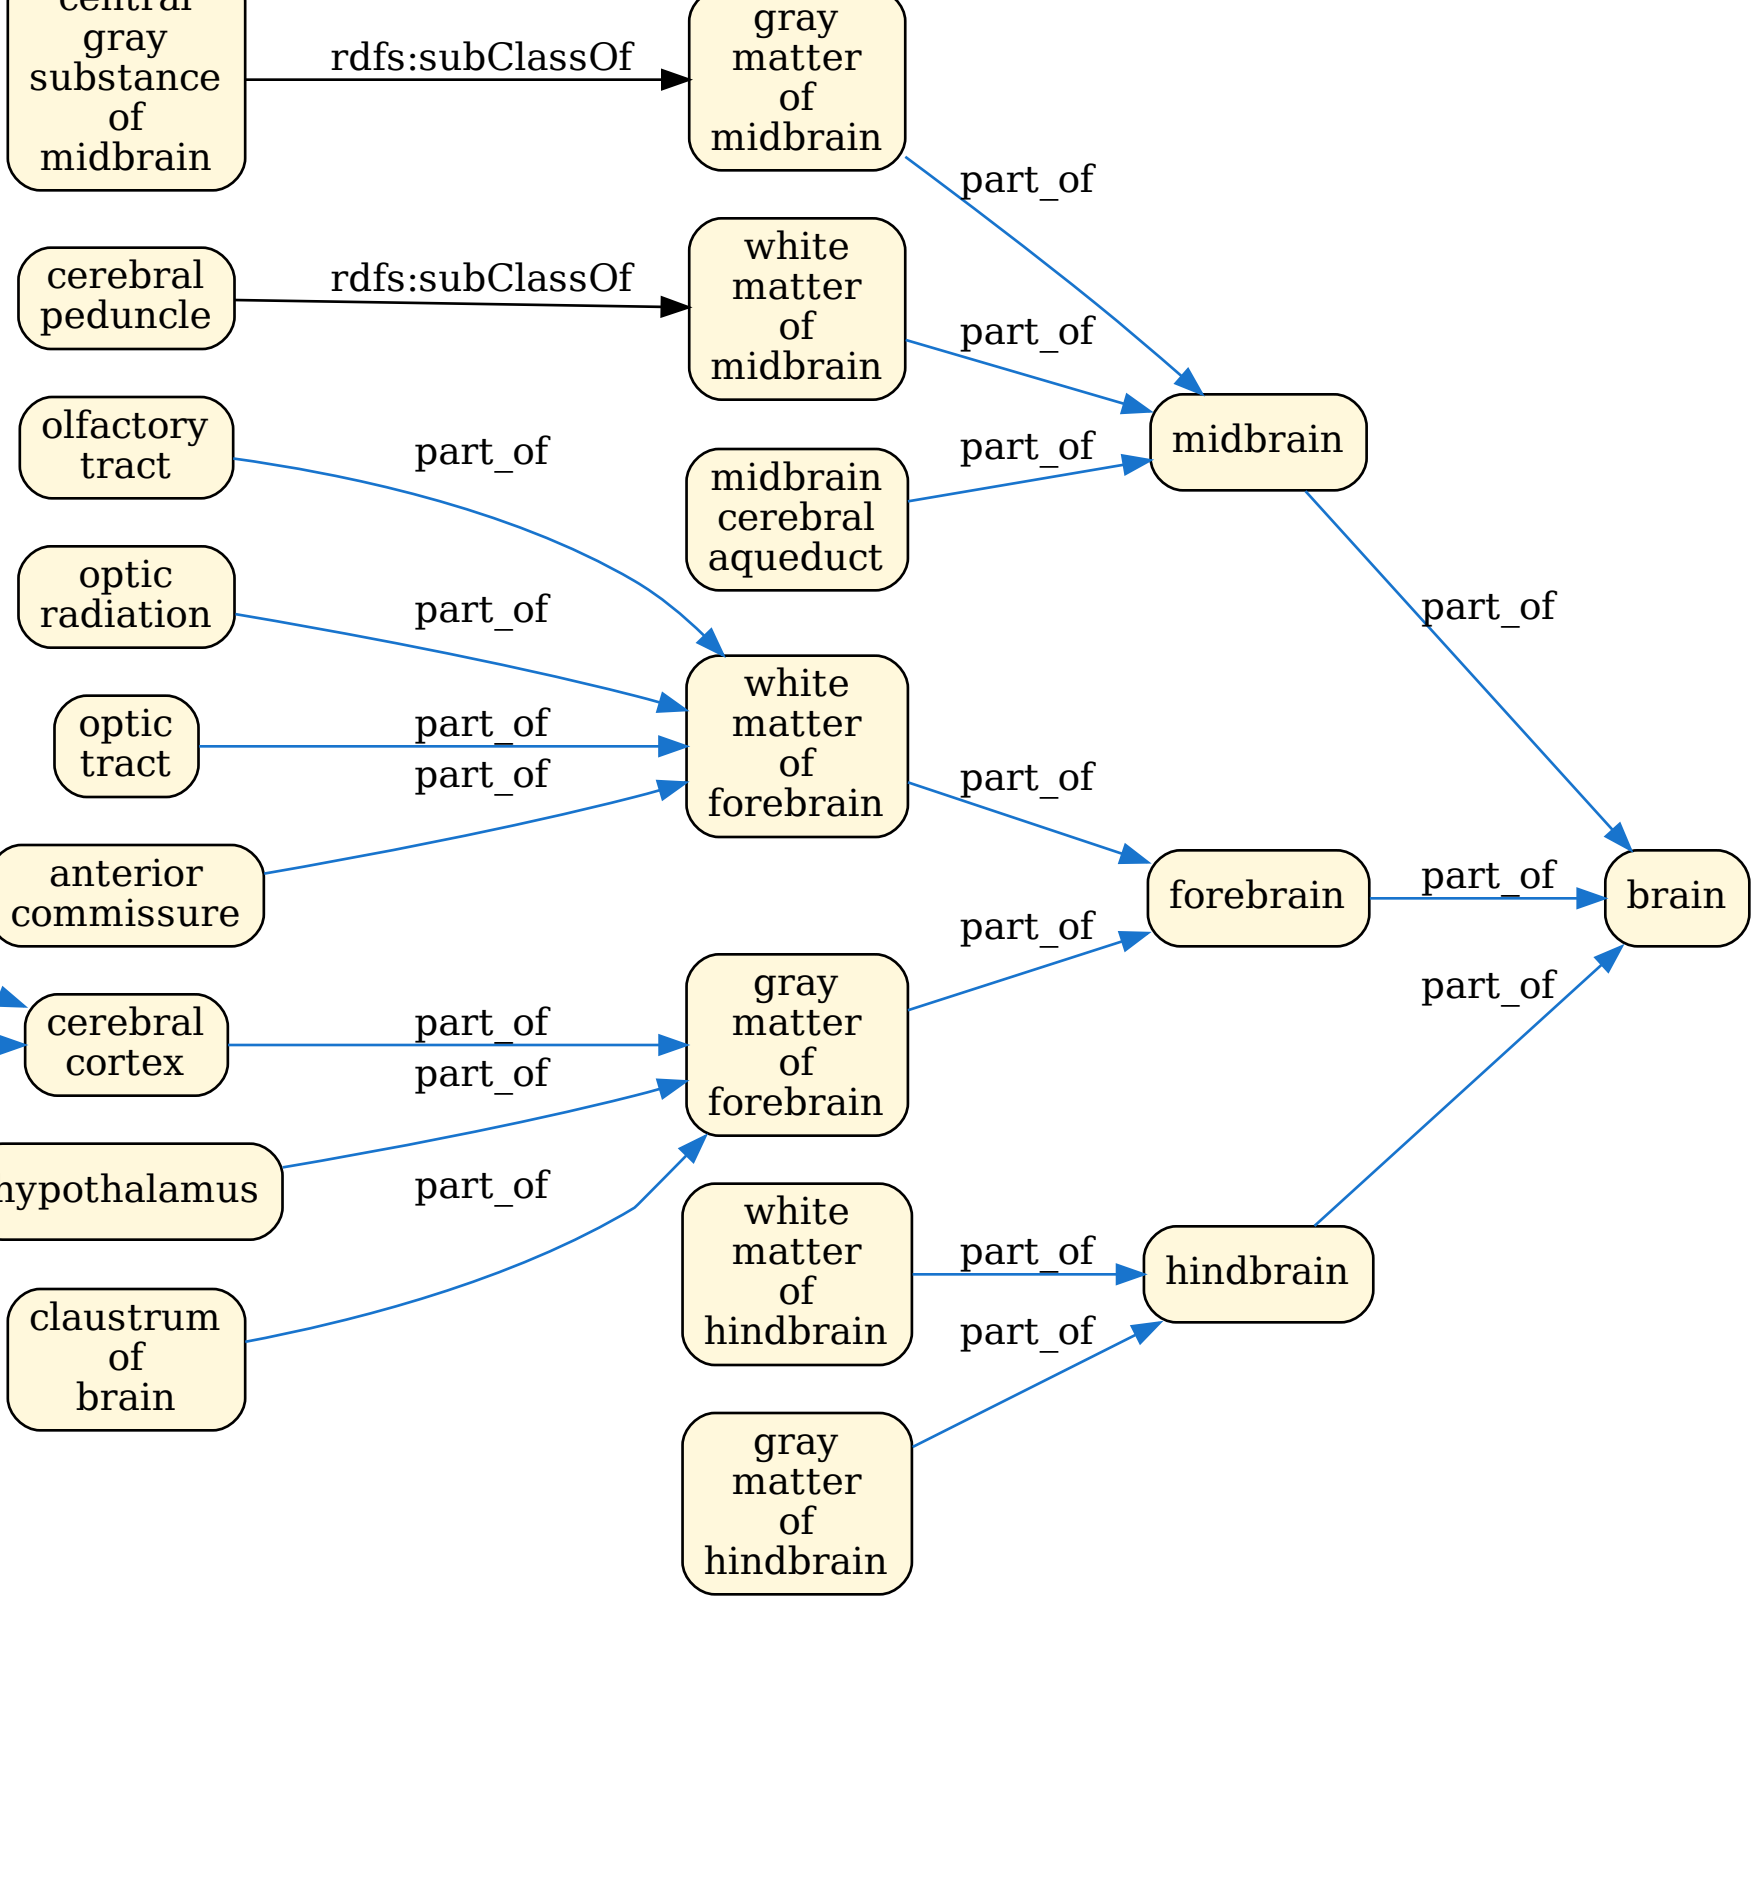 central
gray
substance
of
midbrain
rdfs:subClassOf
gray
matter
of
midbrain
part_of
cerebral
peduncle
rdfs:subClassOf
white
matter
of
midbrain
part_of
olfactory
tract
part_of
midbrain
cerebral
aqueduct
part_of
midbrain
part_of
optic
radiation
part_of
optic
tract
part_of
white
matter
of
forebrain
part_of
anterior
commissure
part_of
forebrain
part_of
brain
cerebral
cortex
part_of
gray
matter
of
forebrain
part_of
hypothalamus
part_of
claustrum
of
brain
part_of
white
matter
of
hindbrain
part_of
hindbrain
part_of
gray
matter
of
hindbrain
part_of